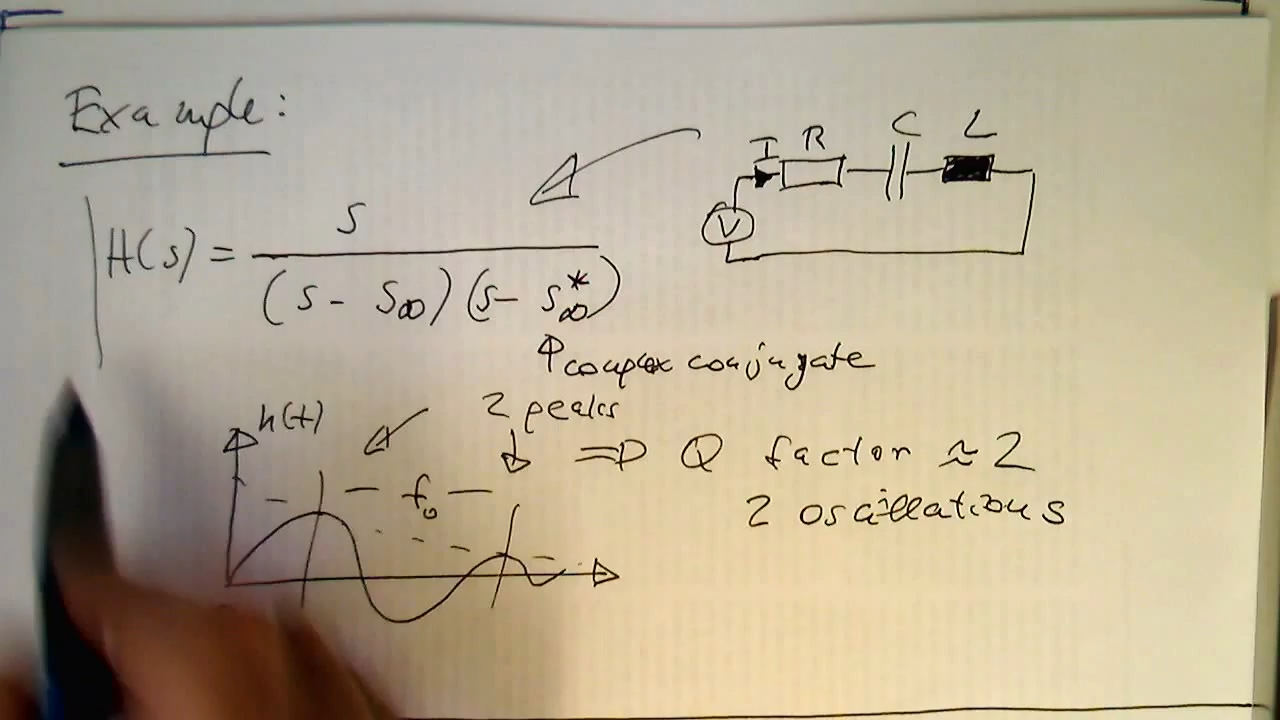 Example:
I R C L
V
H(s) = s / (s - s∞)(s - s∞*)
complex conjugate
h(t)
2 peaks
f₀
⇒ Q factor ≈ 2
2 oscillations